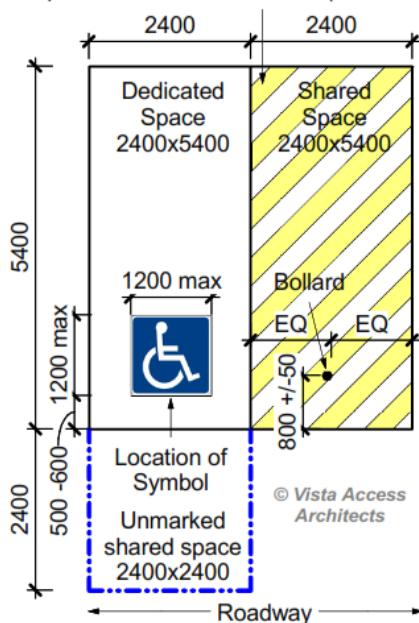 2400
2400
Dedicated
Space
2400x5400
Shared
Space
2400x5400
5400
1200 max
Bollard
EQ
EQ
1200 max
800 +/-50
500 -600
2400
Location of
Symbol
Unmarked
shared space
2400x2400
© Vista Access
Architects
Roadway